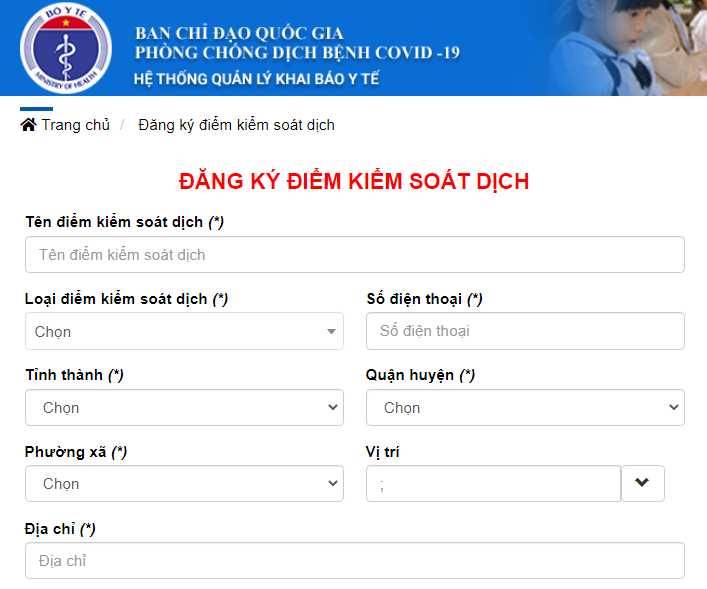 BỘ Y TẾ
MINISTRY OF HEALTH
BAN CHỈ ĐẠO QUỐC GIA
PHÒNG CHỐNG DỊCH BỆNH COVID -19
HỆ THỐNG QUẢN LÝ KHAI BÁO Y TẾ
Trang chủ / Đăng ký điểm kiểm soát dịch
ĐĂNG KÝ ĐIỂM KIỂM SOÁT DỊCH
Tên điểm kiểm soát dịch (*)
Tên điểm kiểm soát dịch
Loại điểm kiểm soát dịch (*) Số điện thoại (*)
Chọn Số điện thoại
Tỉnh thành (*) Quận huyện (*)
Chọn Chọn
Phường xã (*) Vị trí
Chọn ;
Địa chỉ (*)
Địa chỉ